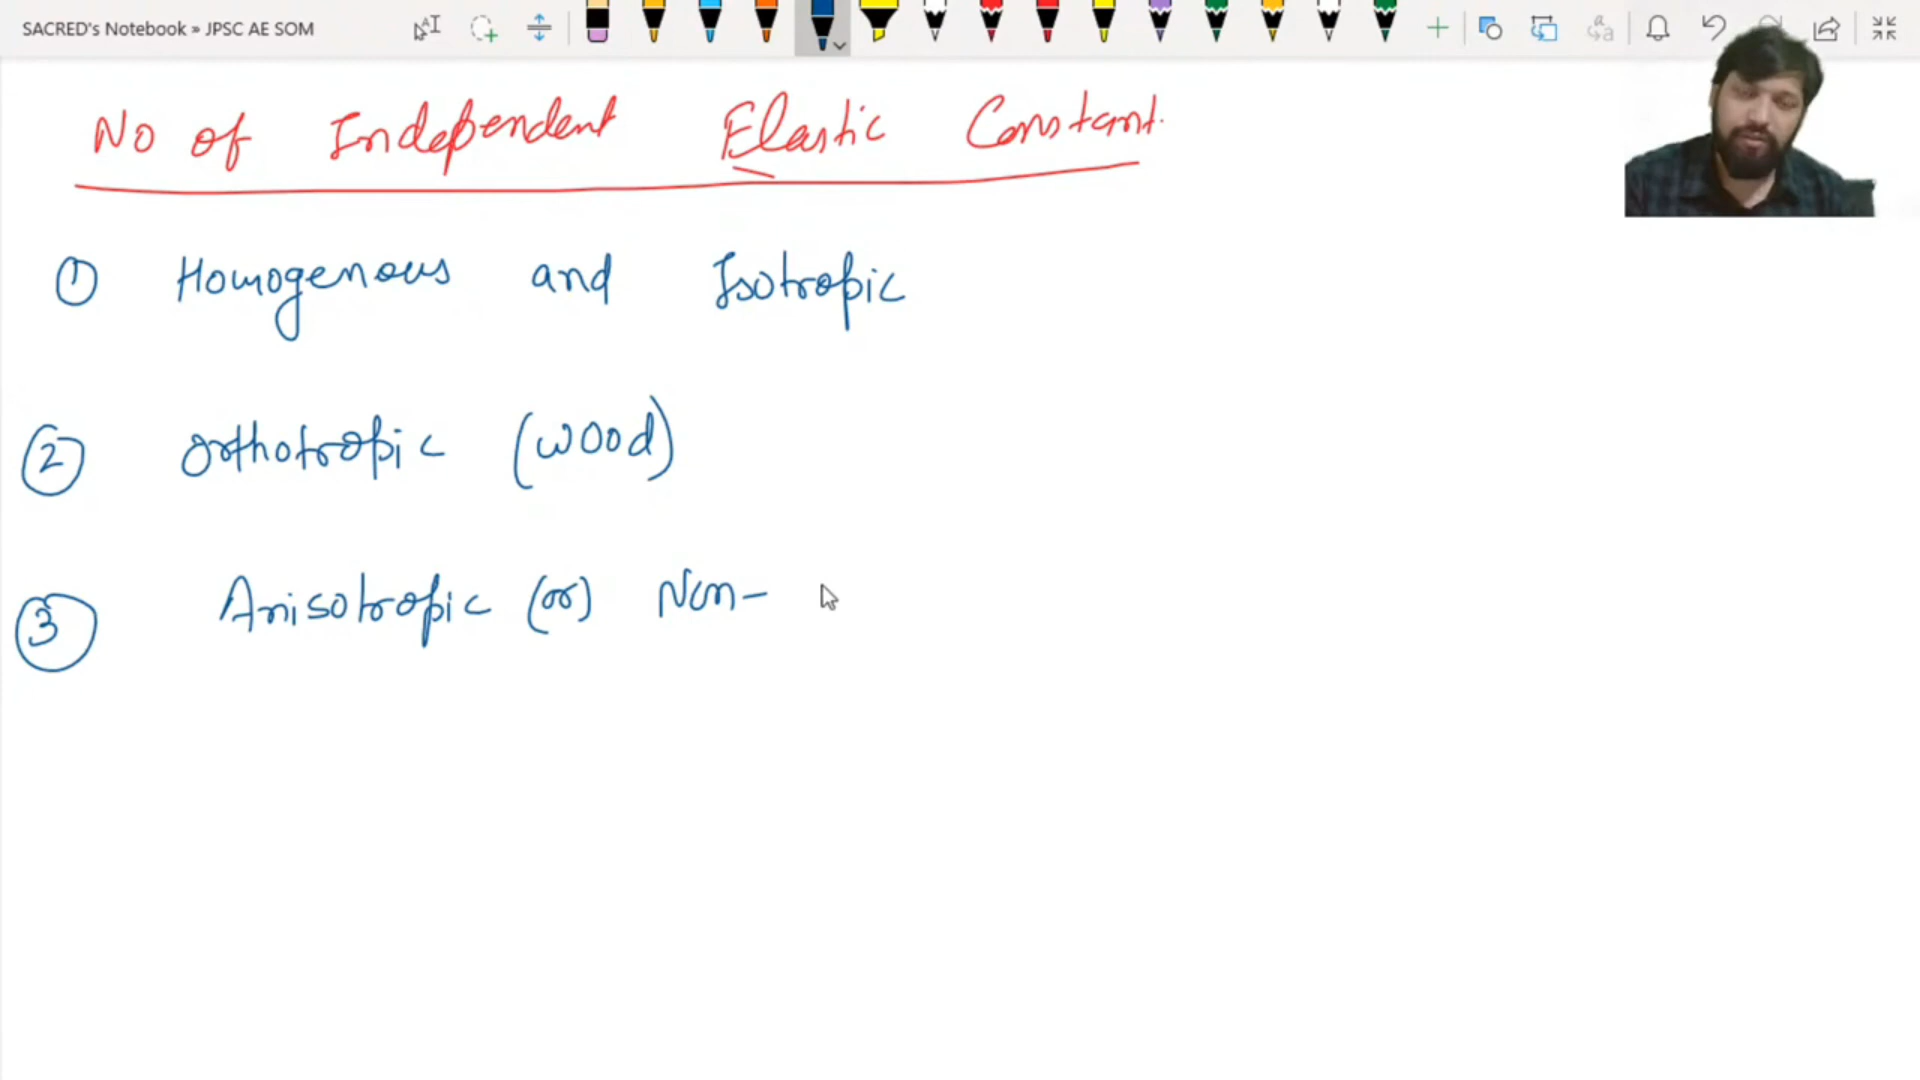 SACRED's Notebook » JPSC AE SOM
No of Independent Elastic Constant.
① Homogenous and Isotropic
② Orthotropic (wood)
③ Anisotropic (or) Non-